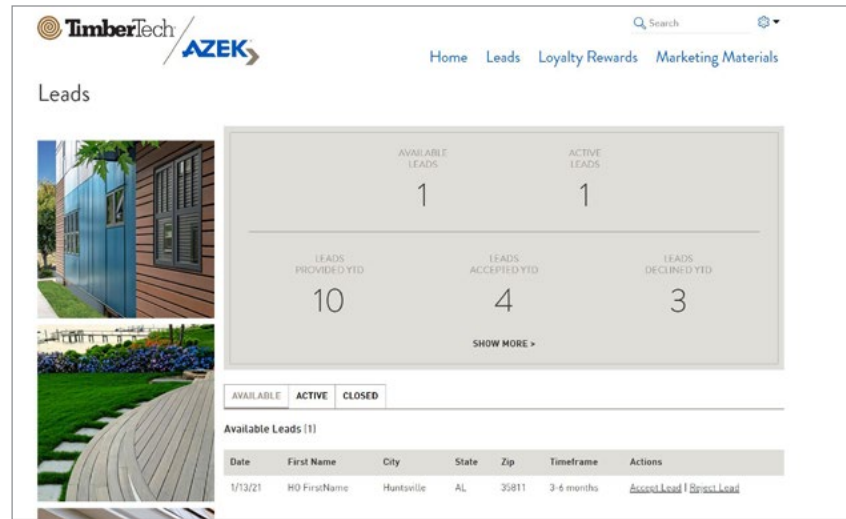 TimberTech
AZEK
Search
Home Leads Loyalty Rewards Marketing Materials
Leads
AVAILABLE
LEADS
1
ACTIVE
LEADS
1
LEADS
PROVIDED YTD
10
LEADS
ACCEPTED YTD
4
LEADS
DECLINED YTD
3
SHOW MORE >
AVAILABLE ACTIVE CLOSED
Available Leads (1)
Date First Name City State Zip Timeframe Actions
1/13/21 HO FirstName Huntsville AL 35811 3-6 months Accept Lead | Reject Lead